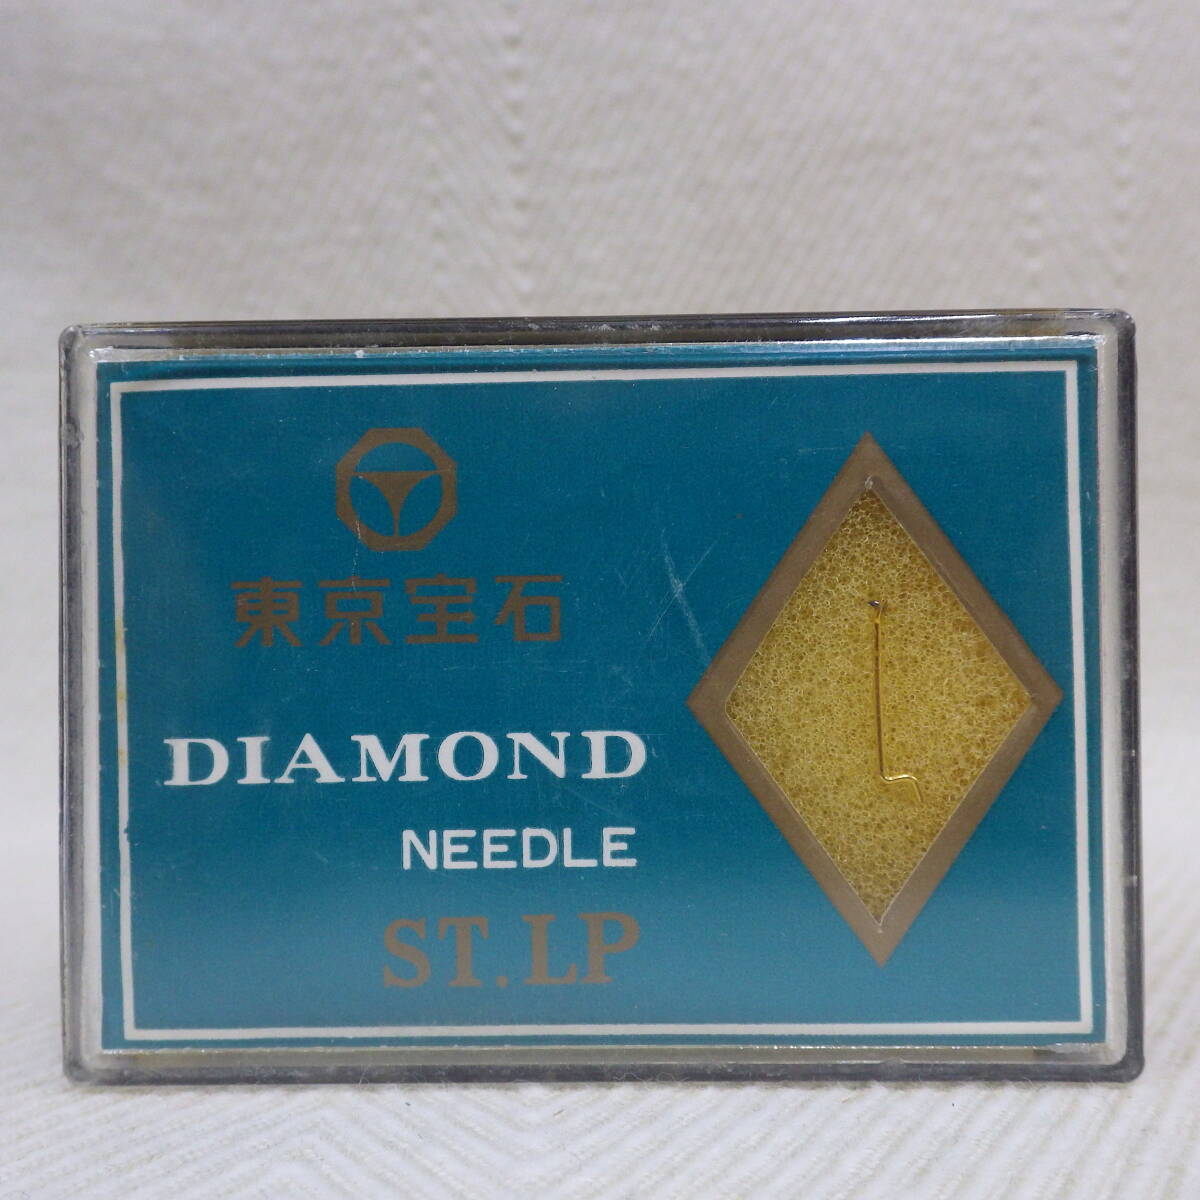 東京宝石
DIAMOND
NEEDLE
ST.LP